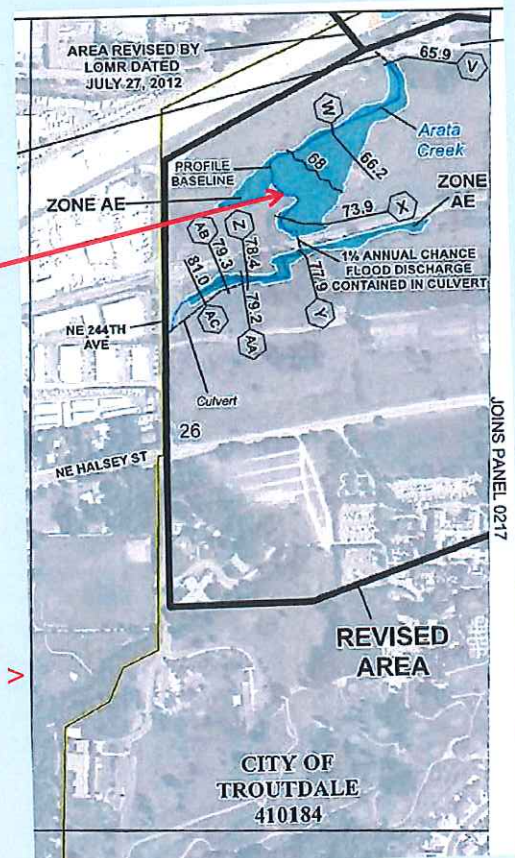 AREA REVISED BY
LOMR DATED
JULY 27, 2012
65.9
V
W
Arata
Creek
PROFILE
BASELINE
68
66.2
ZONE AE
ZONE
AE
73.9
X
AB
79.3
Z
78.4
1% ANNUAL CHANCE
FLOOD DISCHARGE
CONTAINED IN CULVERT
81.0
AC
79.2
AA
77.9
Y
NE 244TH
AVE
Culvert
26
NE HALSEY ST
JOINS PANEL 0217
REVISED
AREA
V
CITY OF
TROUTDALE
410184